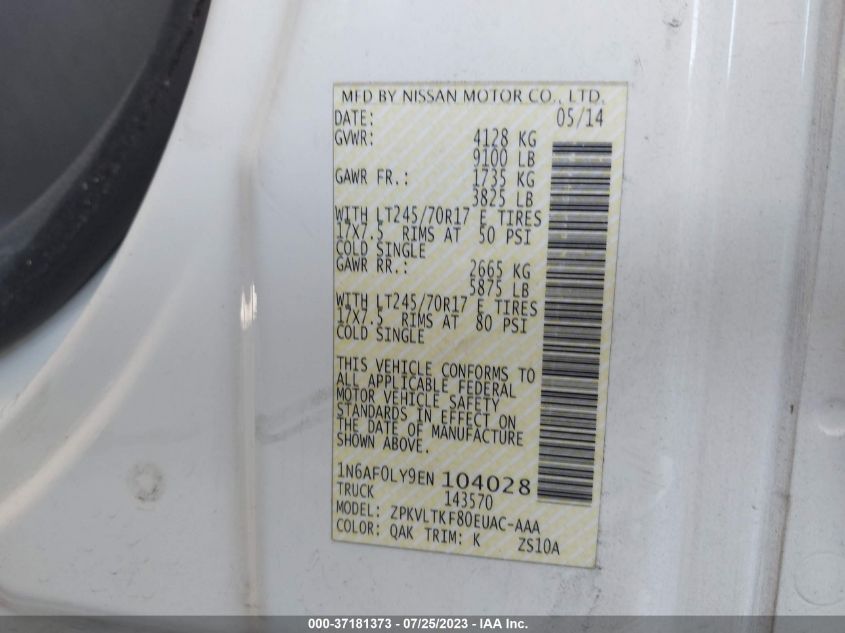 MFD BY NISSAN MOTOR CO., LTD.
DATE: 05/14
GVWR: 4128 KG
9100 LB
GAWR FR.: 1735 KG
3825 LB
WITH LT245/70R17 E TIRES
17X7.5 RIMS AT 50 PSI
COLD SINGLE
GAWR RR.: 2665 KG
5875 LB
WITH LT245/70R17 E TIRES
17X7.5 RIMS AT 80 PSI
COLD SINGLE
THIS VEHICLE CONFORMS TO
ALL APPLICABLE FEDERAL
MOTOR VEHICLE SAFETY
STANDARDS IN EFFECT ON
THE DATE OF MANUFACTURE
SHOWN ABOVE.
1N6AF0LY9EN 104028
TRUCK 143570
MODEL: ZPKVLTKF80EUAC-AAA
COLOR: QAK TRIM: K ZS10A
000-37181373 - 07/25/2023 - IAA Inc.